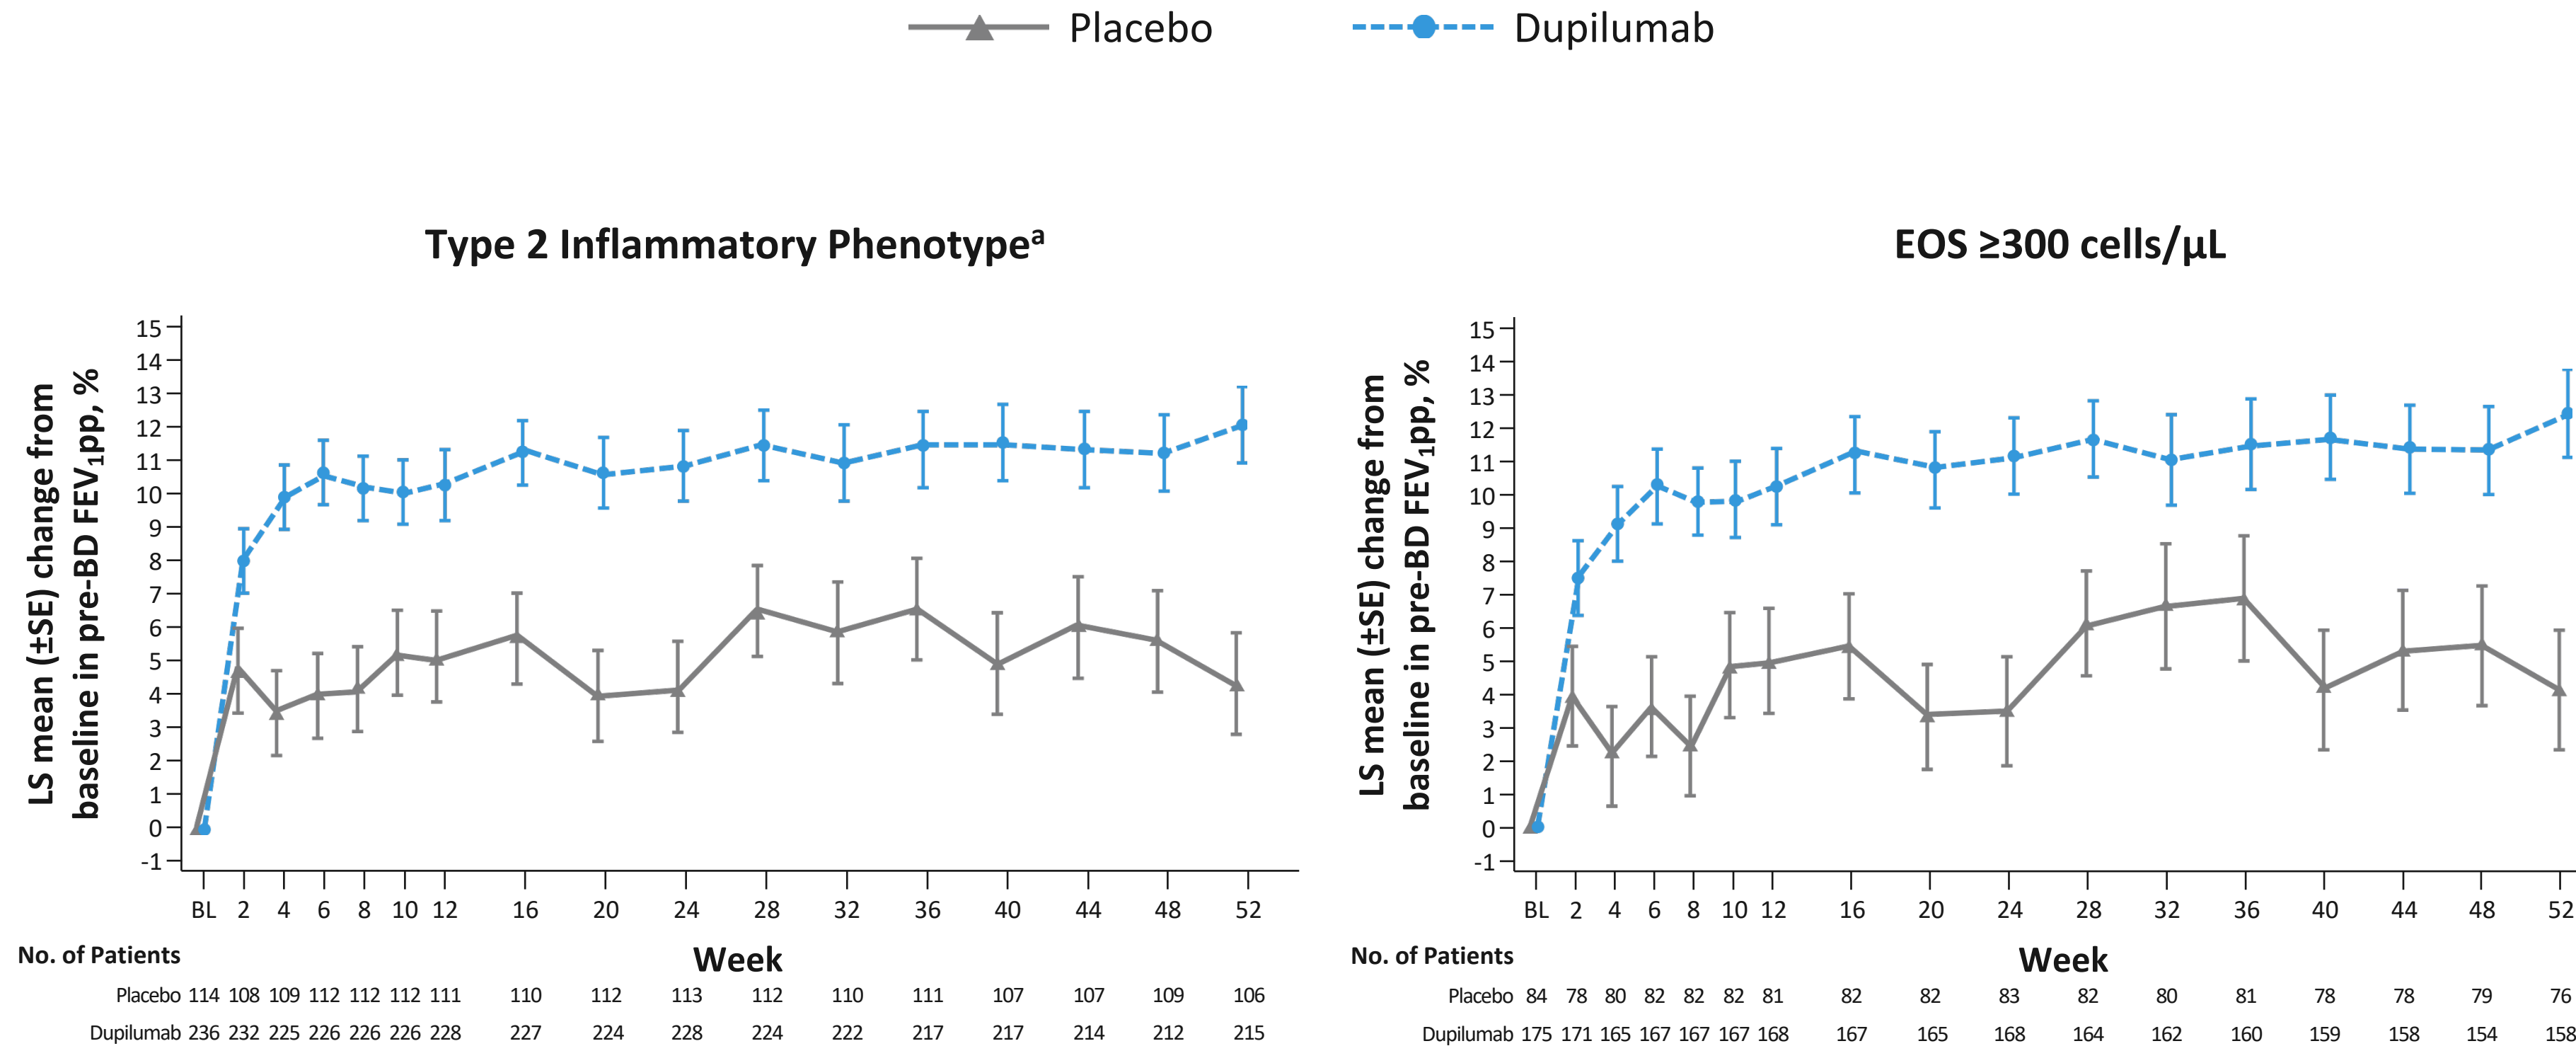 Placebo Dupilumab
Type 2 Inflammatory Phenotypeᵃ
LS mean (±SE) change from
baseline in pre-BD FEV₁pp, %
15
14
13
12
11
10
9
8
7
6
5
4
3
2
1
0
-1
BL 2 4 6 8 10 12 16 20 24 28 32 36 40 44 48 52
Week
No. of Patients
Placebo 114 108 109 112 112 112 111 110 112 113 112 110 111 107 107 109 106
Dupilumab 236 232 225 226 226 226 228 227 224 228 224 222 217 217 214 212 215
EOS ≥300 cells/µL
LS mean (±SE) change from
baseline in pre-BD FEV₁pp, %
15
14
13
12
11
10
9
8
7
6
5
4
3
2
1
0
-1
BL 2 4 6 8 10 12 16 20 24 28 32 36 40 44 48 52
Week
No. of Patients
Placebo 84 78 80 82 82 82 81 82 82 83 82 80 81 78 78 79 76
Dupilumab 175 171 165 167 167 167 168 167 165 168 164 162 160 159 158 154 158